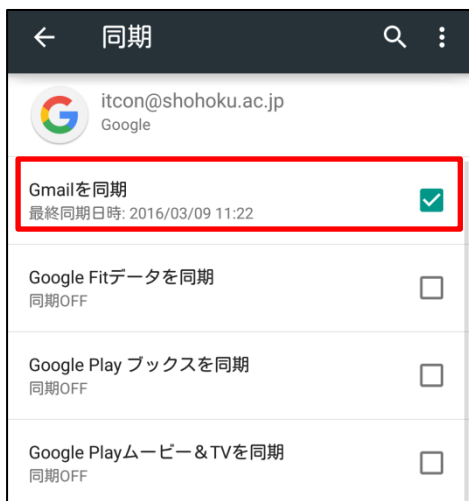 同期
itcon@shohoku.ac.jp
Google
Gmailを同期
最終同期日時: 2016/03/09 11:22
Google Fitデータを同期
同期OFF
Google Play ブックスを同期
同期OFF
Google Playムービー＆TVを同期
同期OFF